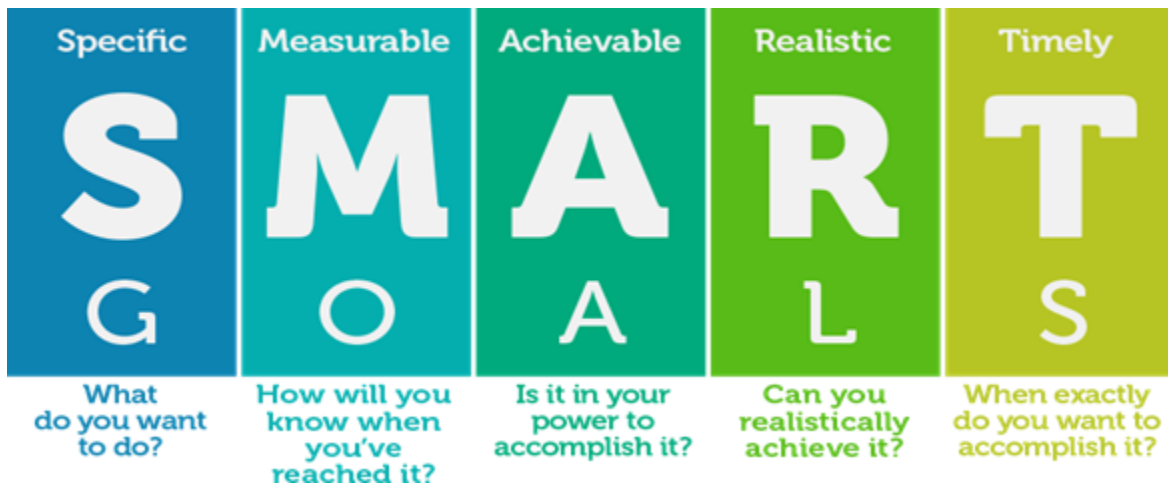 Specific Measurable Achievable Realistic Timely
S M A R T
G O A L S
What
do you want
to do?
How will you
know when
you've
reached it?
Is it in your
power to
accomplish it?
Can you
realistically
achieve it?
When exactly
do you want to
accomplish it?